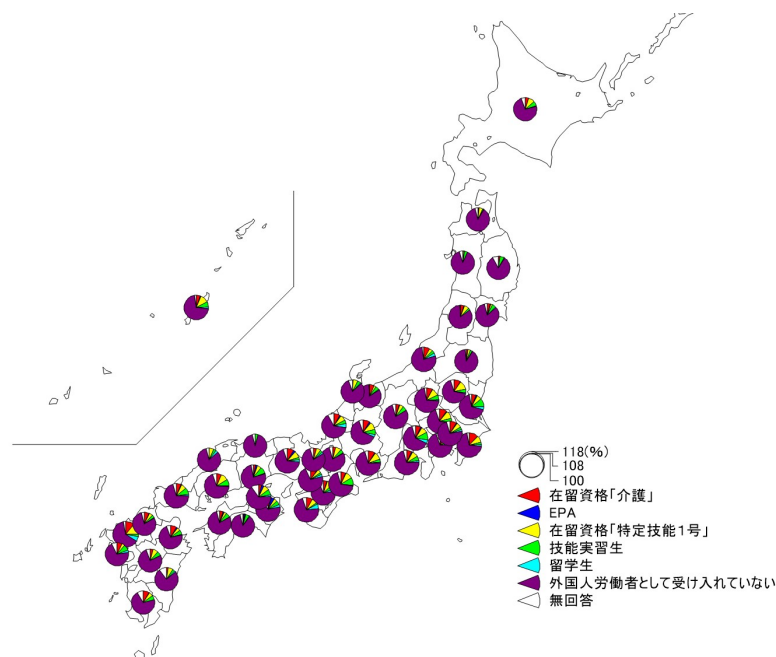 118(%)
108
100
在留資格「介護」
EPA
在留資格「特定技能1号」
技能実習生
留学生
外国人労働者として受け入れていない
無回答